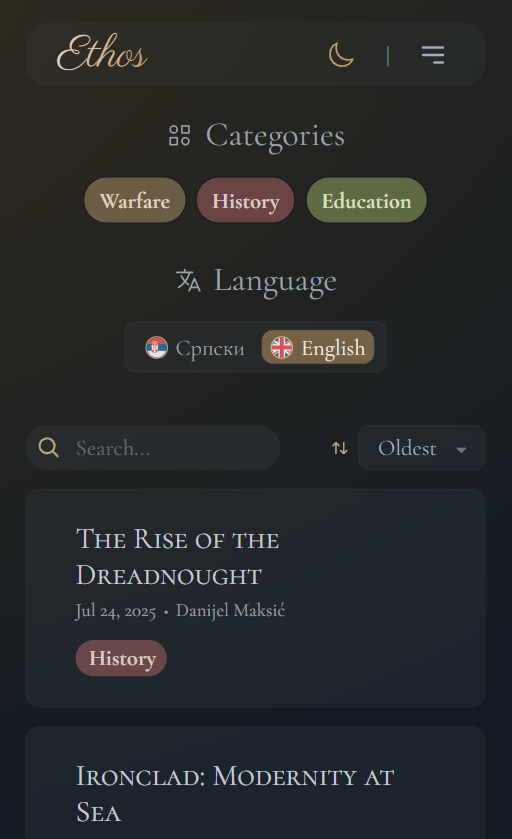 Ethos
|
Categories
Warfare History Education
Language
Српски English
Search...
Oldest
The Rise of the
Dreadnought
Jul 24, 2025 • Danijel Maksić
History
Ironclad: Modernity at
Sea